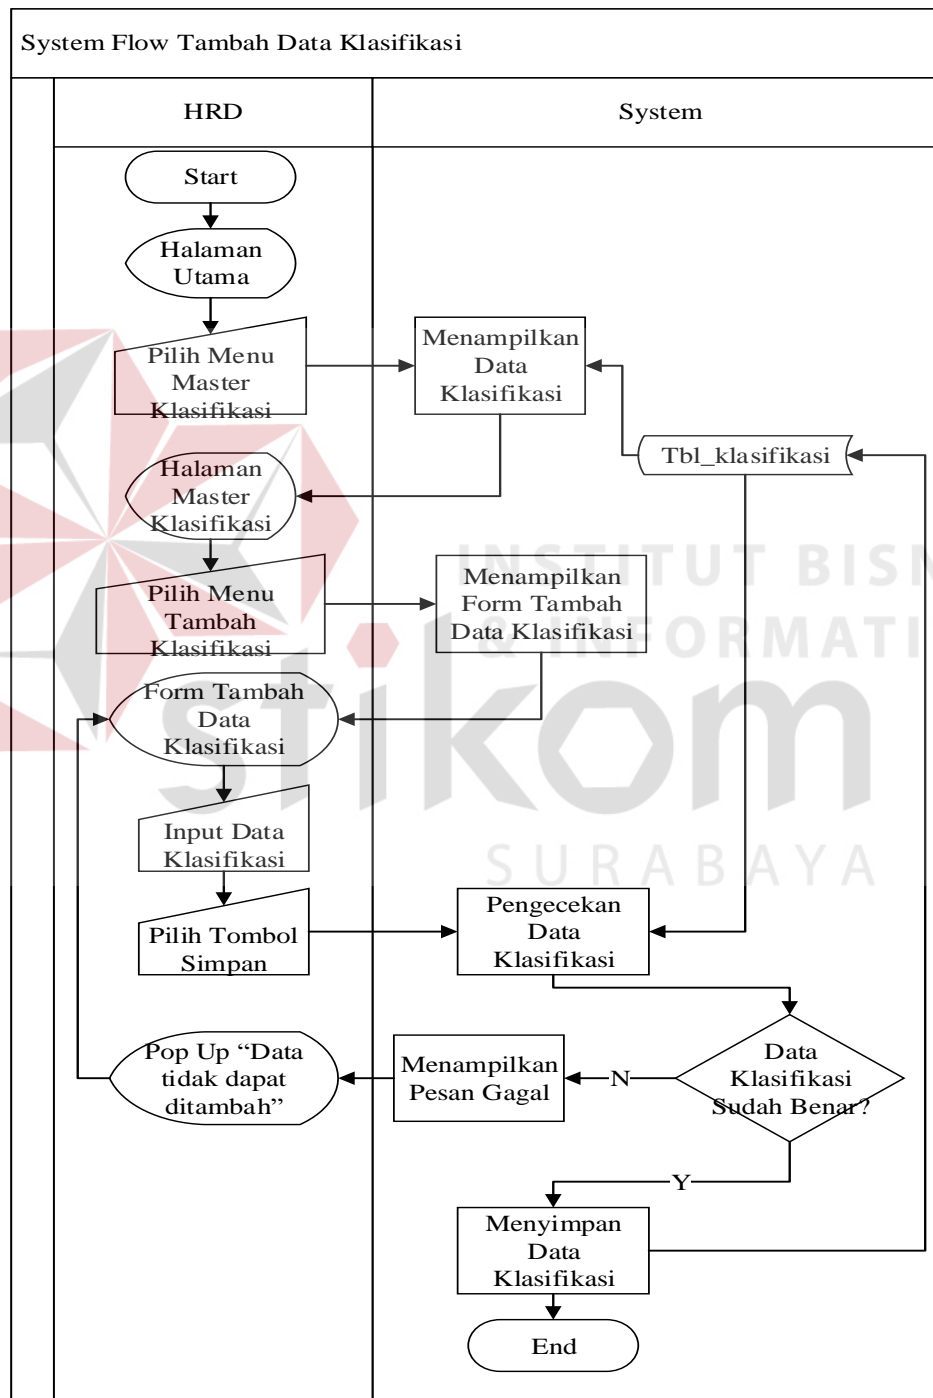 System Flow Tambah Data Klasifikasi
HRD
System
Start
Halaman
Utama
Pilih Menu
Master
Klasifikasi
Menampilkan
Data
Klasifikasi
Tbl_klasifikasi
Halaman
Master
Klasifikasi
Pilih Menu
Tambah
Klasifikasi
Menampilkan
Form Tambah
Data Klasifikasi
Form Tambah
Data
Klasifikasi
Input Data
Klasifikasi
Pilih Tombol
Simpan
Pengecekan
Data
Klasifikasi
Data
Klasifikasi
Sudah Benar?
N
Menampilkan
Pesan Gagal
Pop Up “Data
tidak dapat
ditambah”
Y
Menyimpan
Data
Klasifikasi
End
INSTITUT BISN
& INFORMATI
stikom
SURABAYA